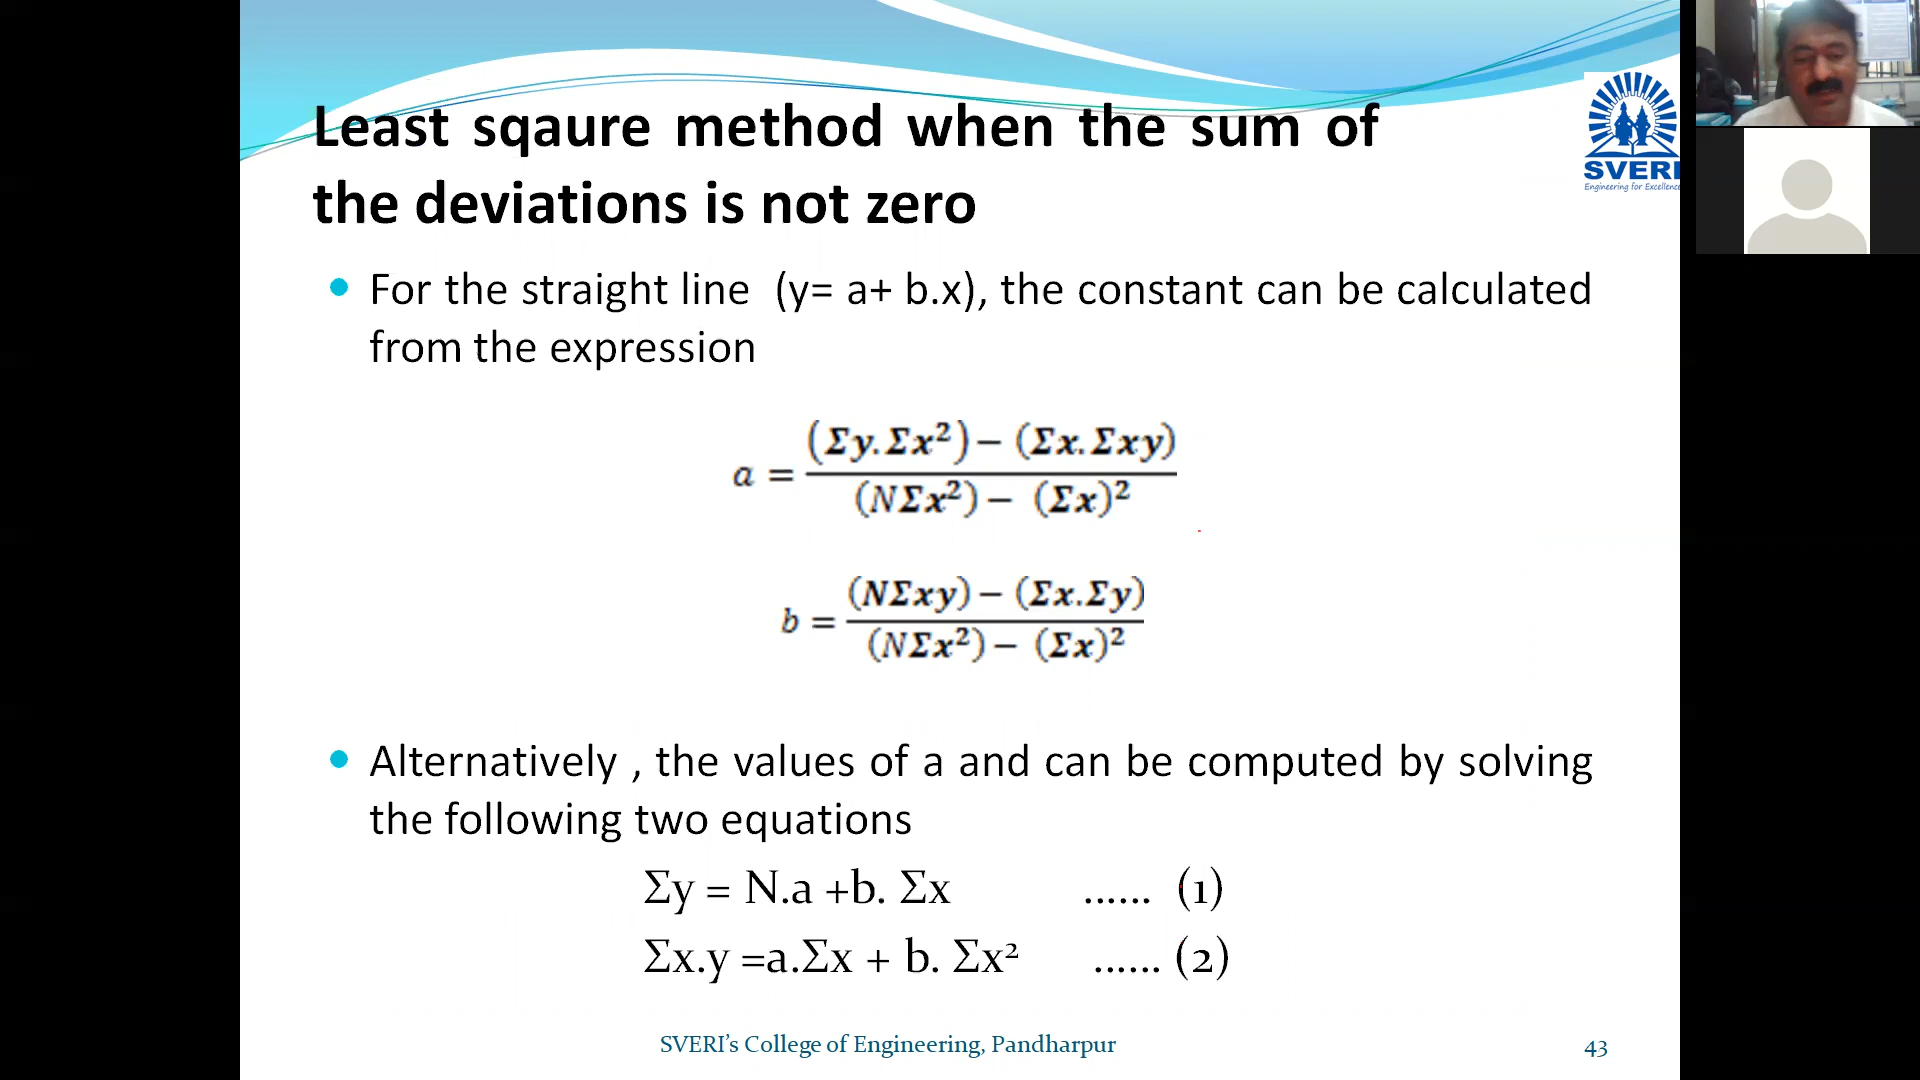 Least sqaure method when the sum of
the deviations is not zero
SVERI
Engineering for Excellence
• For the straight line (y= a+ b.x), the constant can be calculated
from the expression
a = (Σy.Σx²) − (Σx.Σxy) / (NΣx²) − (Σx)²
b = (NΣxy) − (Σx.Σy) / (NΣx²) − (Σx)²
• Alternatively , the values of a and can be computed by solving
the following two equations
Σy = N.a +b. Σx ...... (1)
Σx.y =a.Σx + b. Σx² ...... (2)
SVERI's College of Engineering, Pandharpur
43